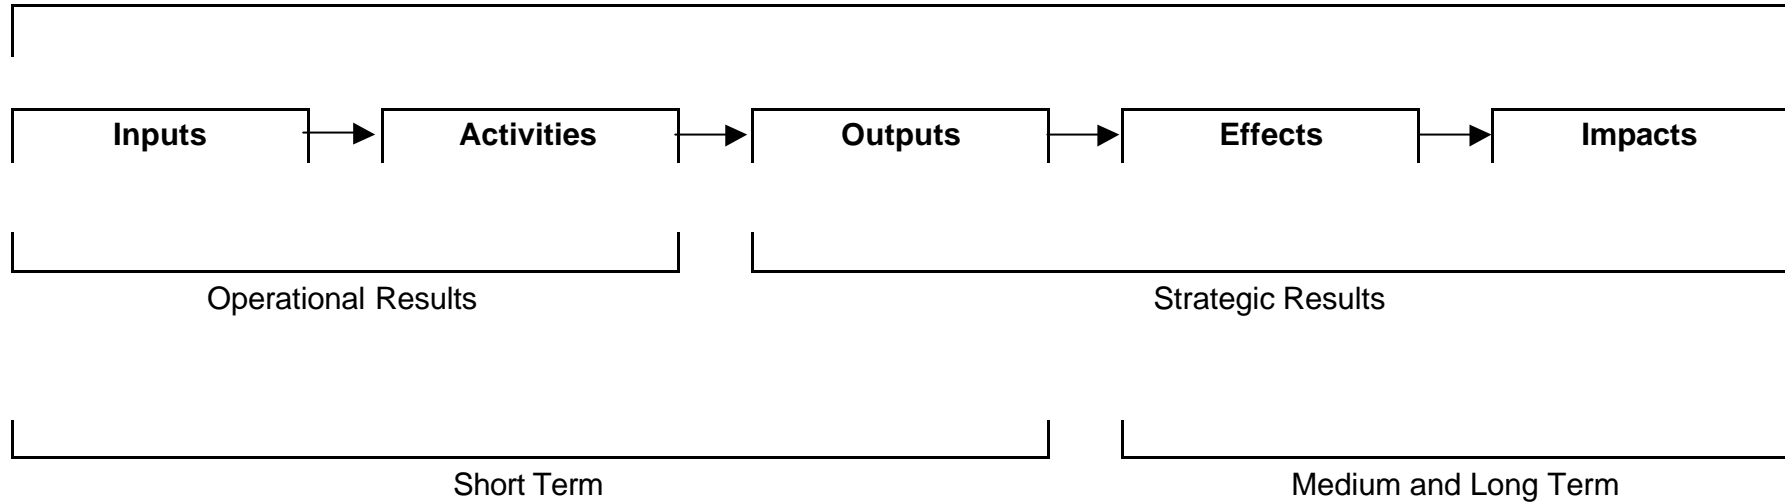 Inputs Activities Outputs Effects Impacts
Operational Results Strategic Results
Short Term Medium and Long Term